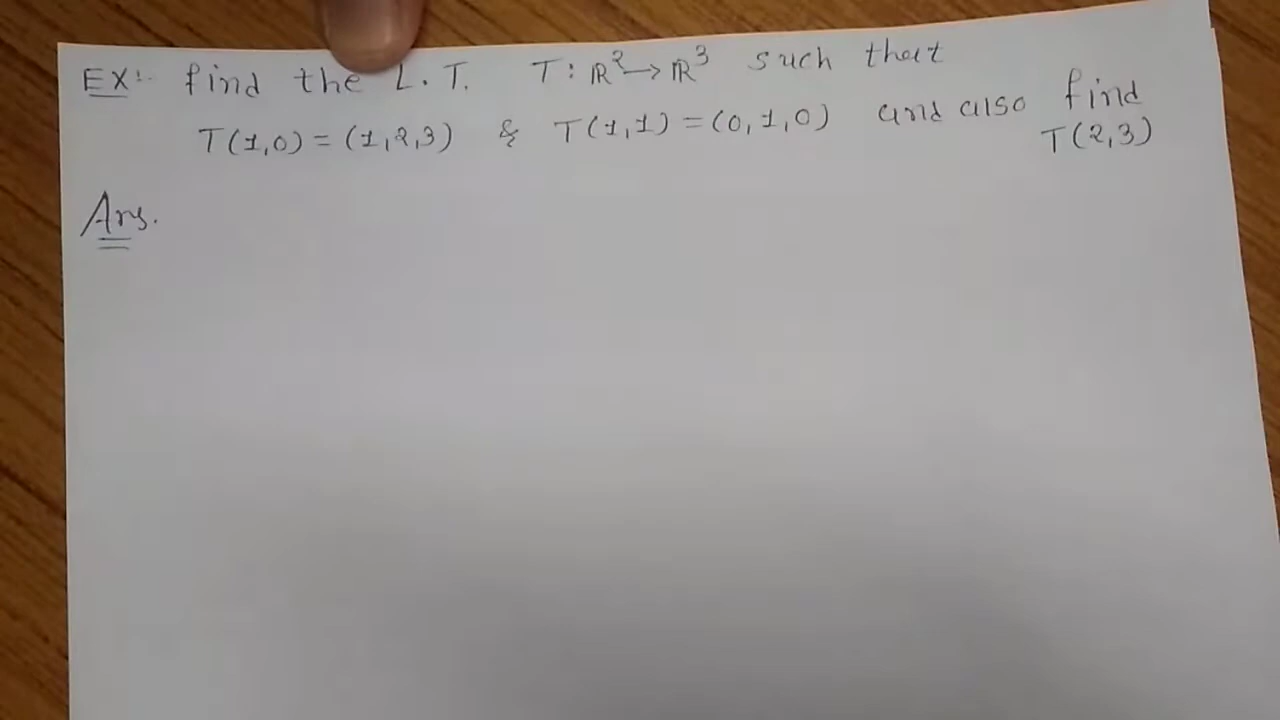 Ex:- find the L.T. T: ℝ²→ℝ³ such that
T(1,0) = (1,2,3) & T(1,1) = (0,1,0) and also find
T(2,3)
Ans.